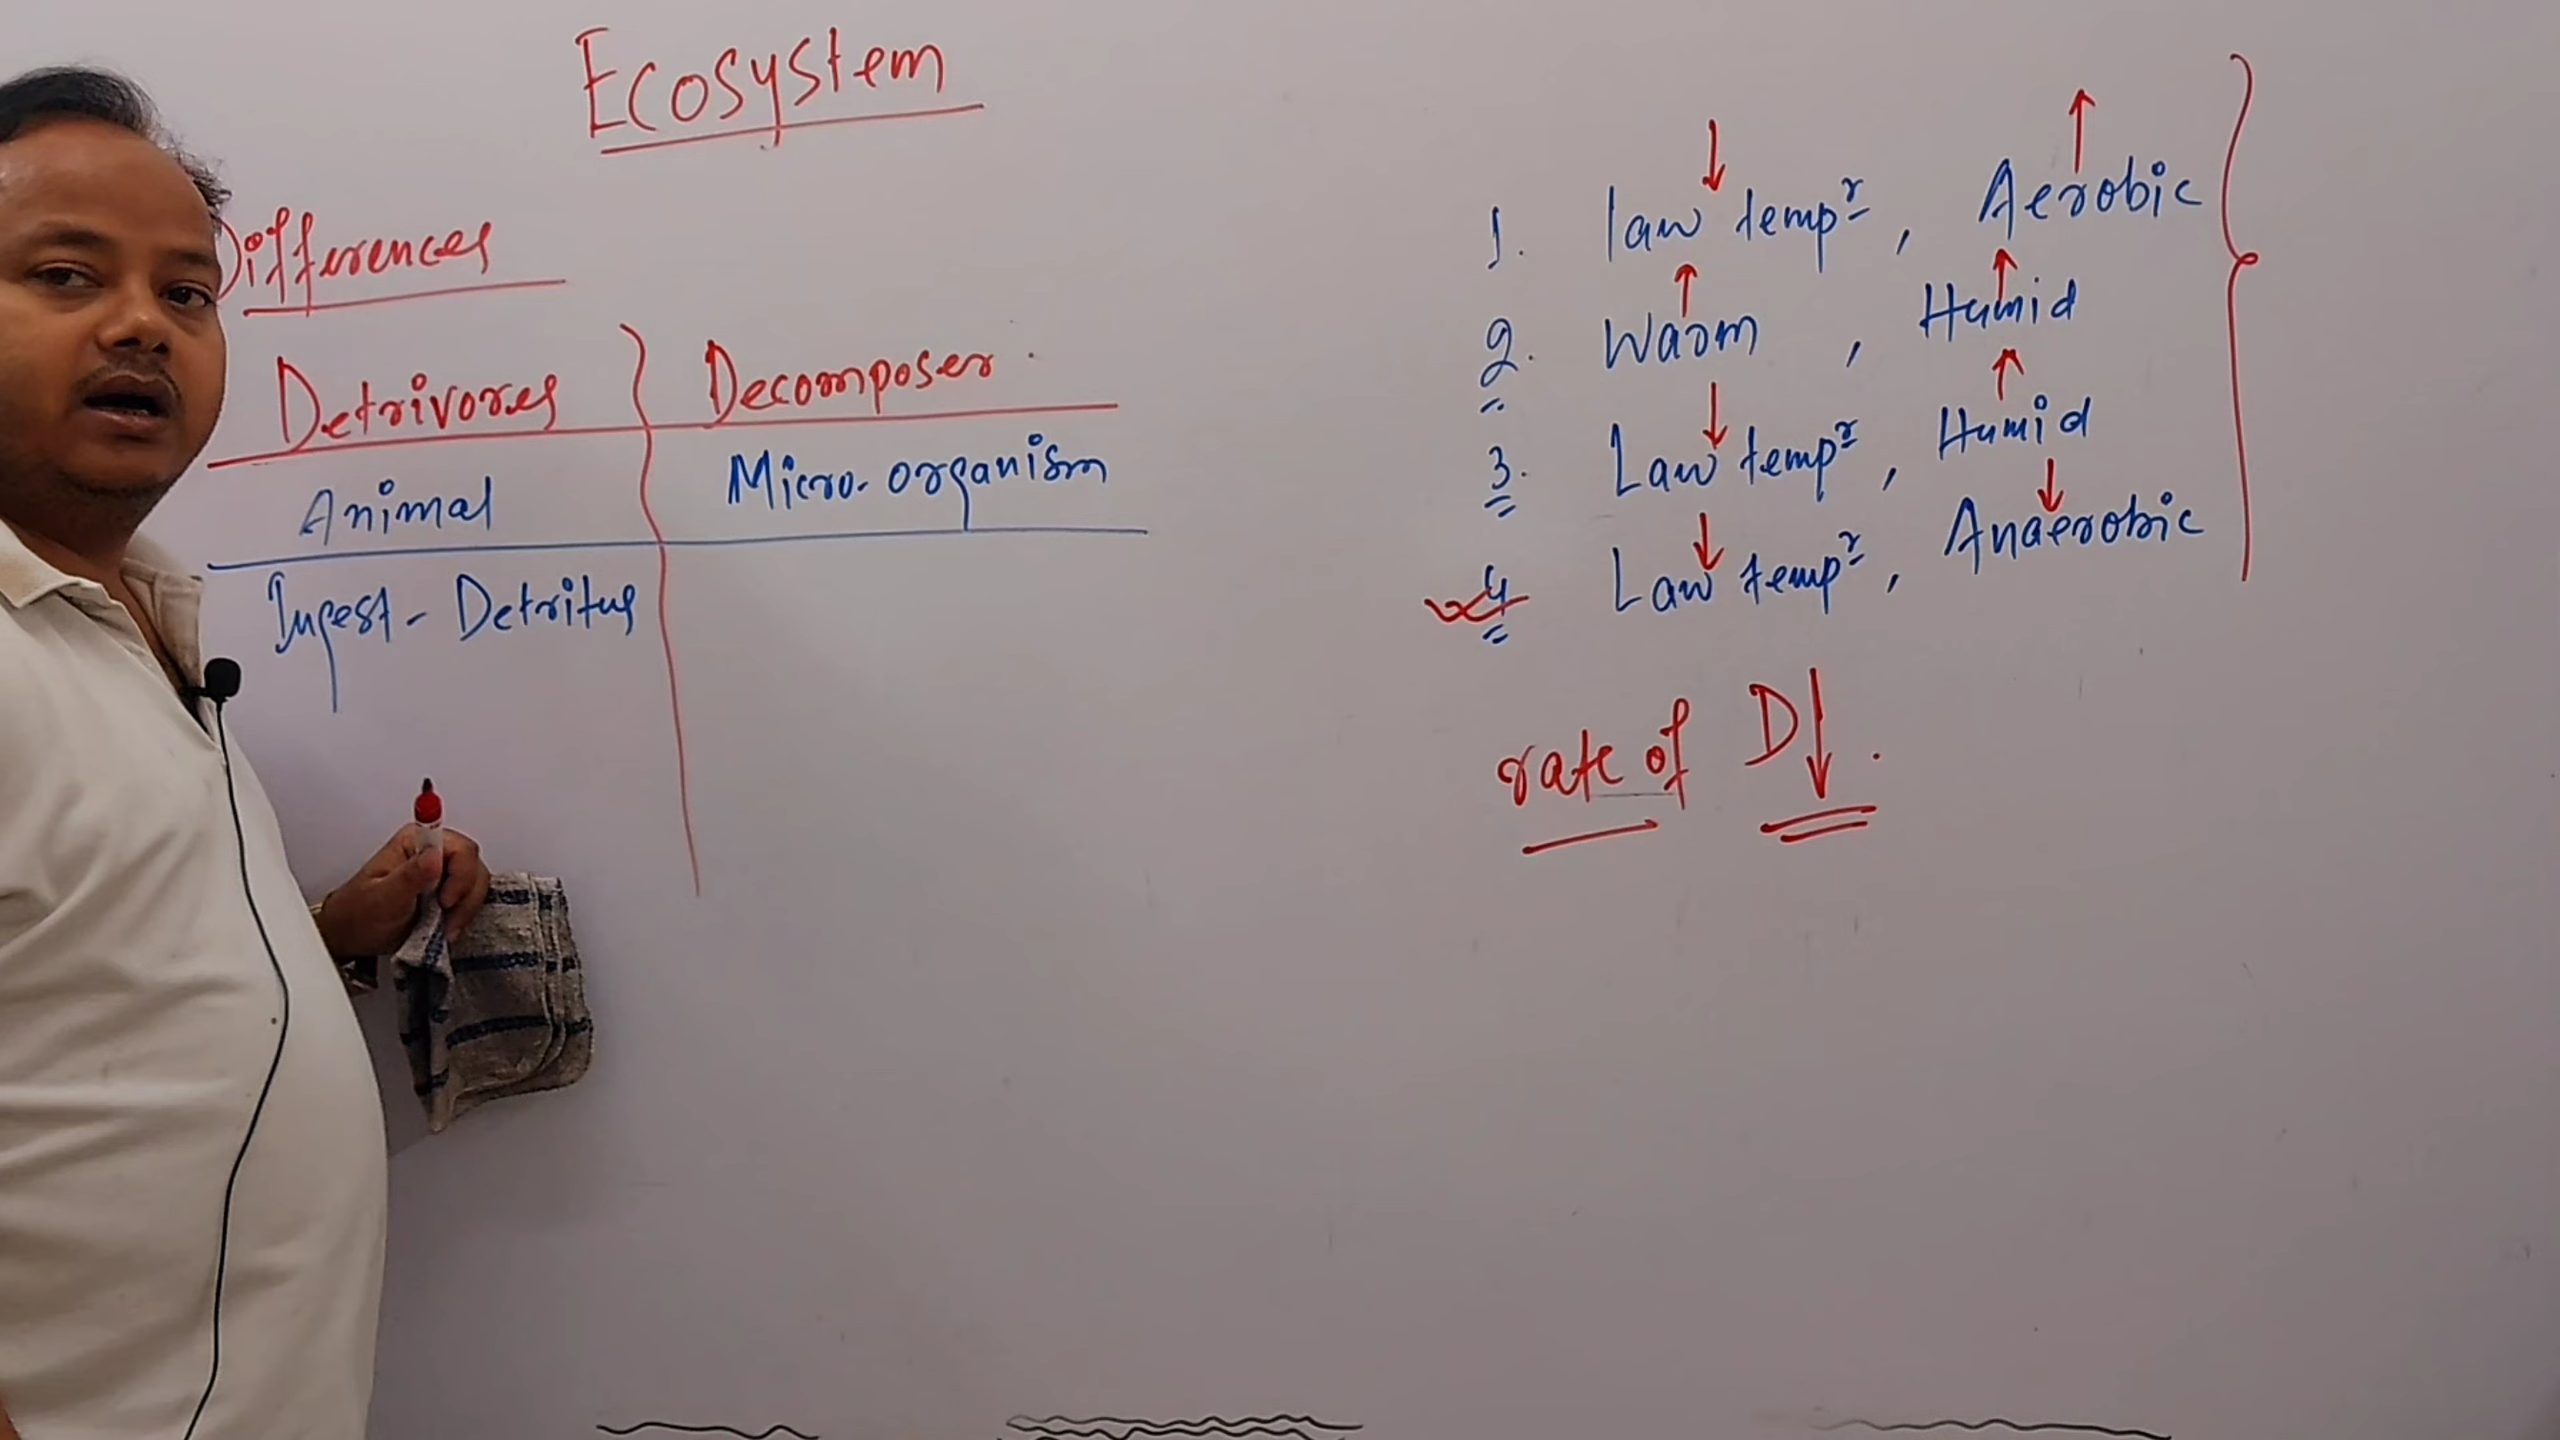 Ecosystem
Differences
Detrivores Decomposer.
Animal Micro-organism
Ingest - Detritus
1. law ↓ tempr, Aerobic ↑
2. Warm ↑, Humid ↑
3. Law ↓ tempr, Humid ↑
4 Law ↓ tempr, Anaerobic ↓
rate of D↓.